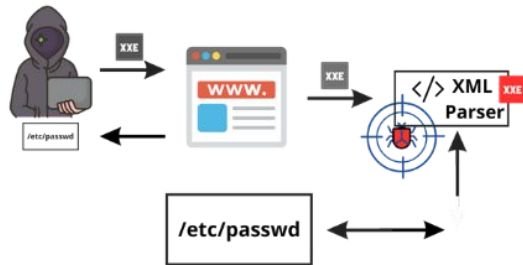 XXE
WWW.
XXE
</> XML
Parser
XXE
/etc/passwd
/etc/passwd